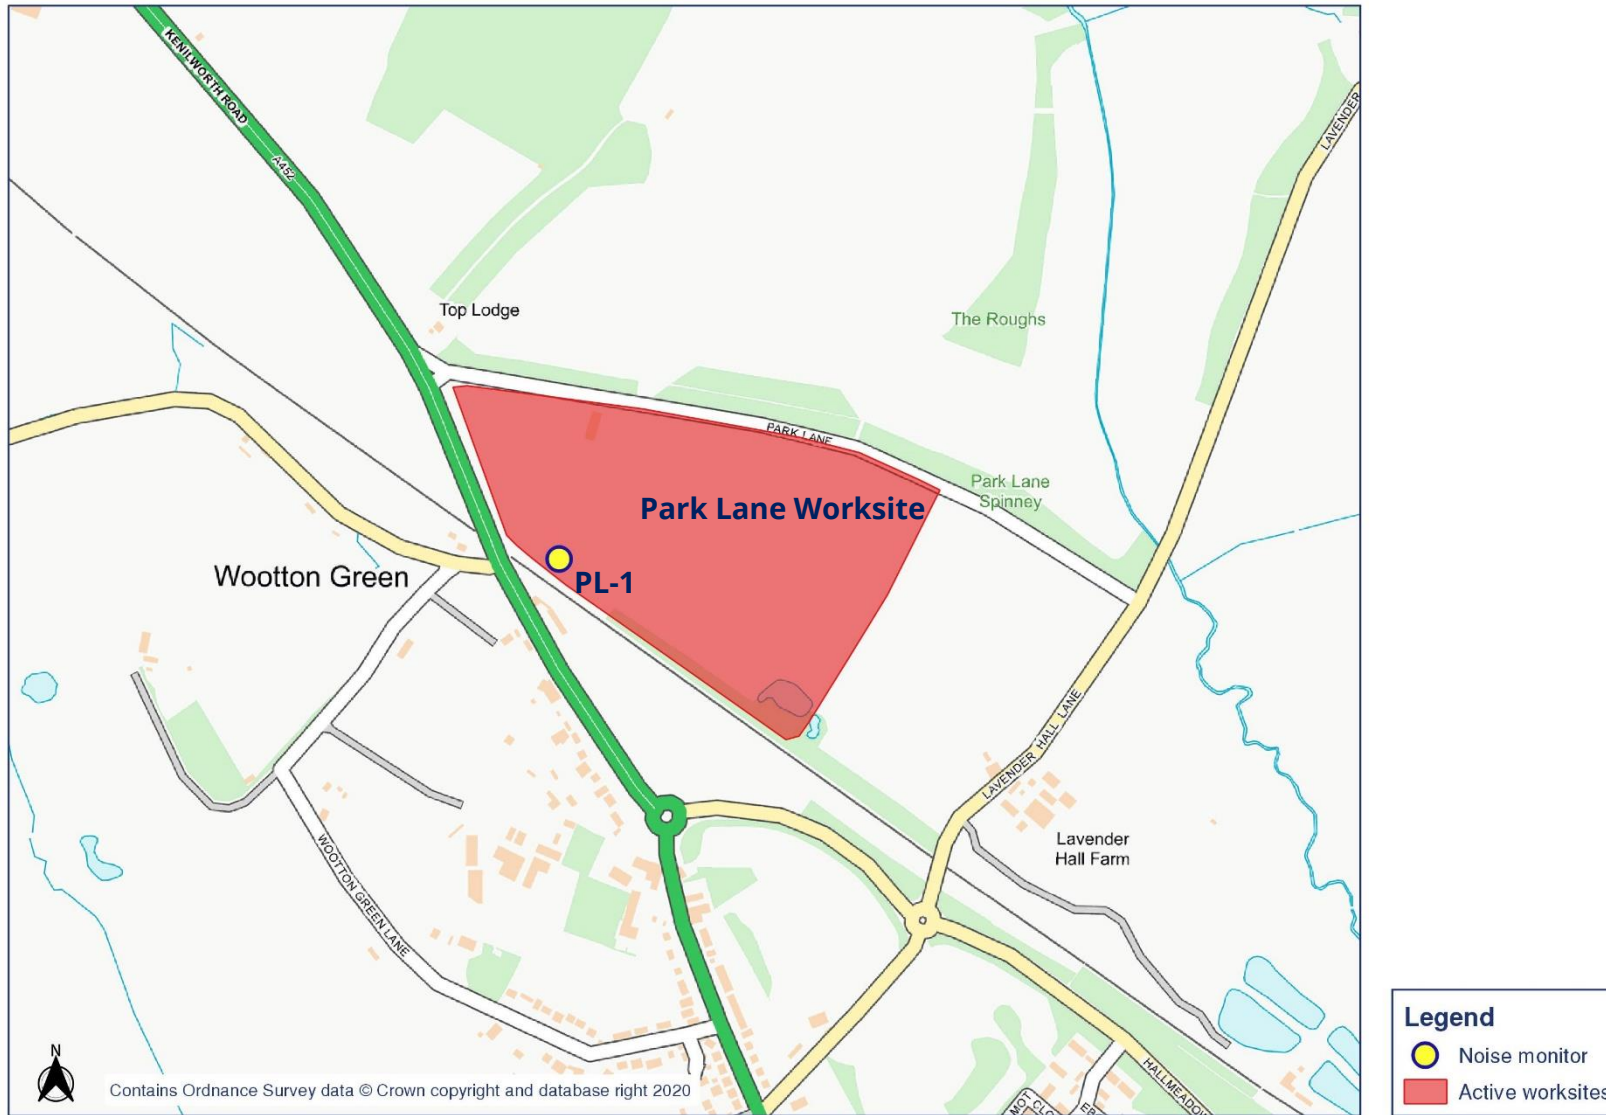 KENILWORTH ROAD
A452
LAVENDER
Top Lodge
The Roughs
PARK LANE
Park Lane
Spinney
Park Lane Worksite
Wootton Green
PL-1
LAVENDER HALL LANE
Lavender
Hall Farm
WOOTTON GREEN LANE
HALLMEADOW
MOT
CLO
N
Contains Ordnance Survey data © Crown copyright and database right 2020
Legend
Noise monitor
Active worksites